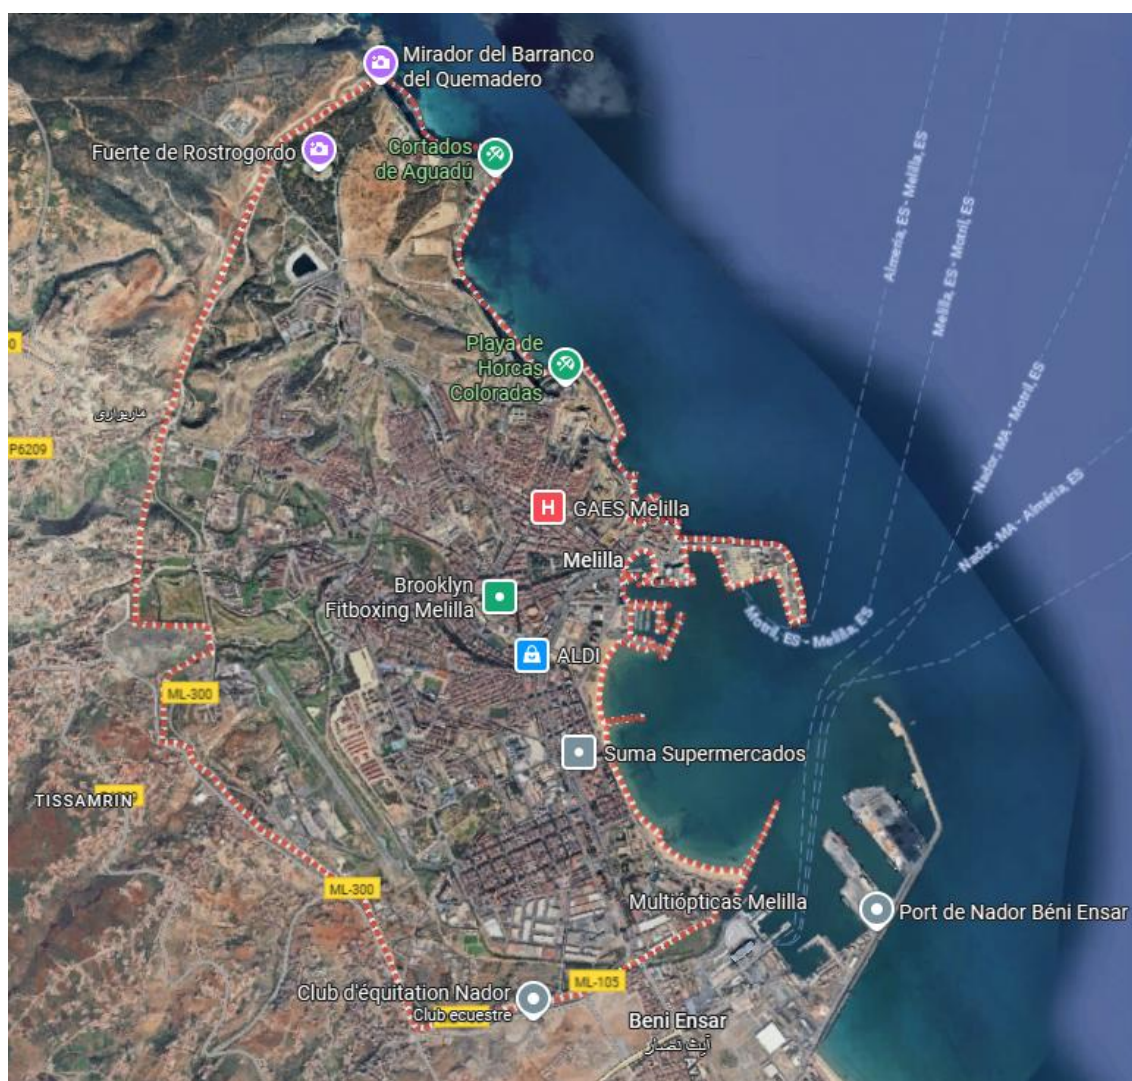 Mirador del Barranco
del Quemadero
Fuerte de Rostrogordo
Cortados
de Aguadú
Almería, ES - Melilla, ES
Melilla, ES - Motril, ES
Playa de
Horcas
Coloradas
Nador, MA - Motril, ES
Nador, MA - Almería, ES
P6209
GAES Melilla
Melilla
Brooklyn
Fitboxing Melilla
Motril, ES - Melilla, ES
ALDI
ML-300
Suma Supermercados
TISSAMRIN
ML-300
Multiópticas Melilla
Port de Nador Béni Ensar
ML-105
Club d'équitation Nador
Club ecuestre
Beni Ensar